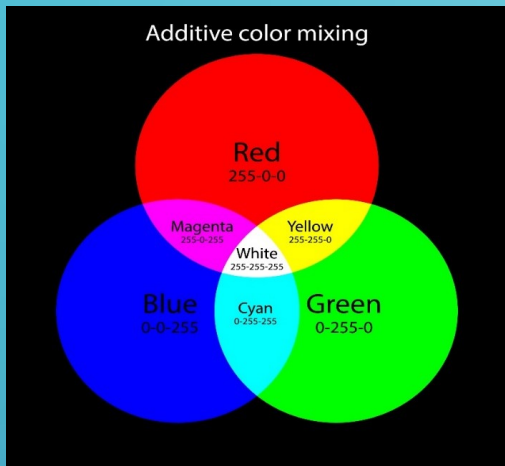 Additive color mixing
Red
255-0-0
Magenta
255-0-255
Yellow
255-255-0
White
255-255-255
Blue
0-0-255
Cyan
0-255-255
Green
0-255-0